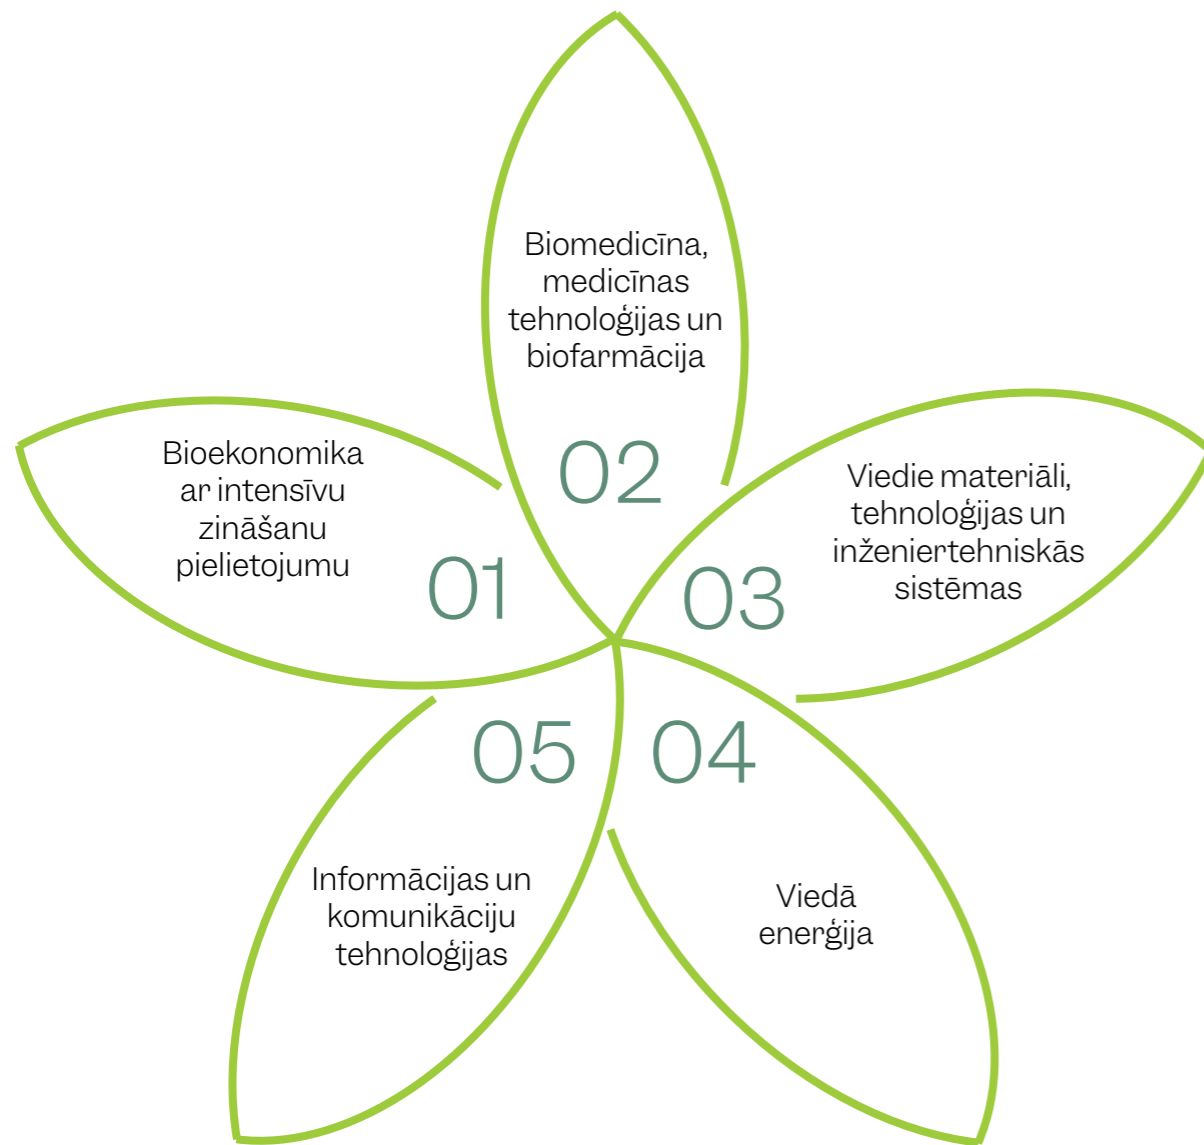 Bioekonomika
ar intensīvu
zināšanu
pielietojumu
01
Biomedicīna,
medicīnas
tehnoloģijas un
biofarmācija
02
Viedie materiāli,
tehnoloģijas un
inženiertehniskās
sistēmas
03
Viedā
enerģija
04
Informācijas un
komunikāciju
tehnoloģijas
05